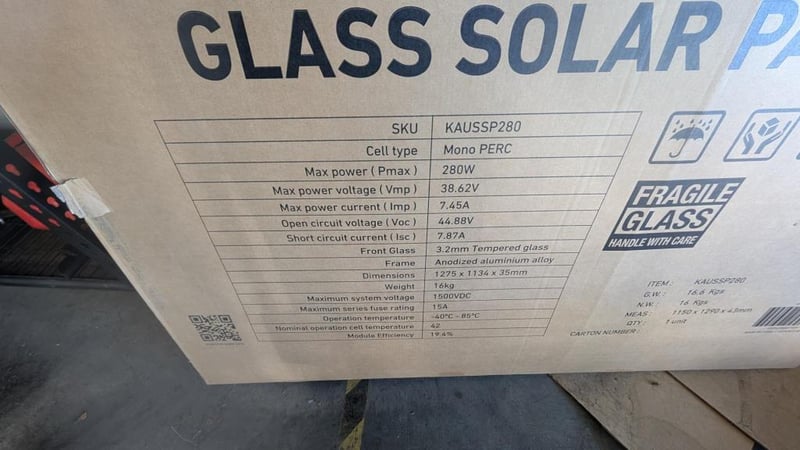 GLASS SOLAR PA
SKU KAUSSP280
Cell type Mono PERC
Max power ( Pmax ) 280W
Max power voltage ( Vmp ) 38.62V
Max power current ( Imp ) 7.45A
Open circuit voltage ( Voc ) 44.88V
Short circuit current ( Isc ) 7.87A
Front Glass 3.2mm Tempered glass
Frame Anodized aluminium alloy
Dimensions 1275 x 1134 x 35mm
Weight 16kg
Maximum system voltage 1500VDC
Maximum series fuse rating 15A
Operation temperature -40°C ~ 85°C
Nominal operation cell temperature 42
Module Efficiency 19.4%
FRAGILE
GLASS
HANDLE WITH CARE
ITEM : KAUSSP280
G.W. : 16.6 Kgs
N.W. : 16 Kgs
MEAS : 1150 x 1290 x 43mm
QTY : 1 unit
CARTON NUMBER :